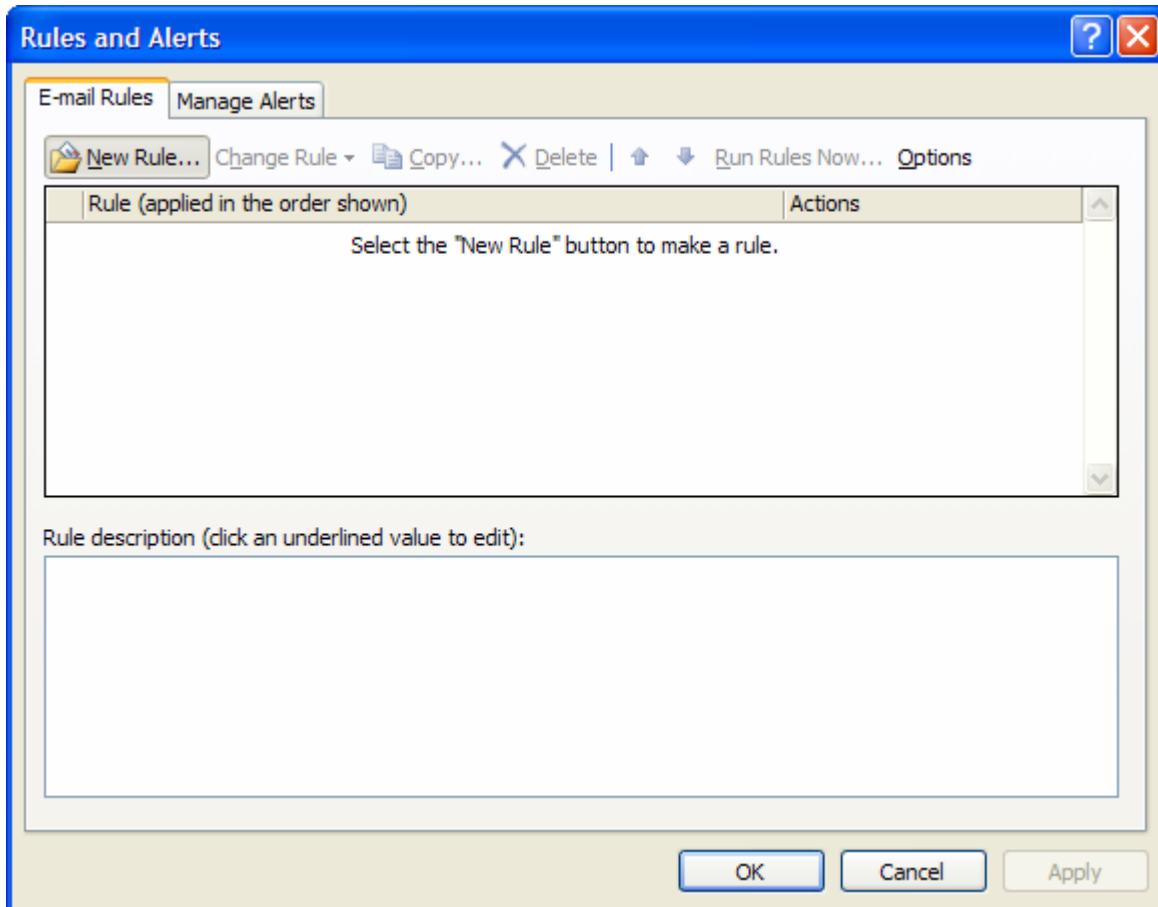 Rules and Alerts
E-mail Rules Manage Alerts
New Rule... Change Rule Copy... Delete Run Rules Now... Options
Rule (applied in the order shown) Actions
Select the "New Rule" button to make a rule.
Rule description (click an underlined value to edit):
OK Cancel Apply